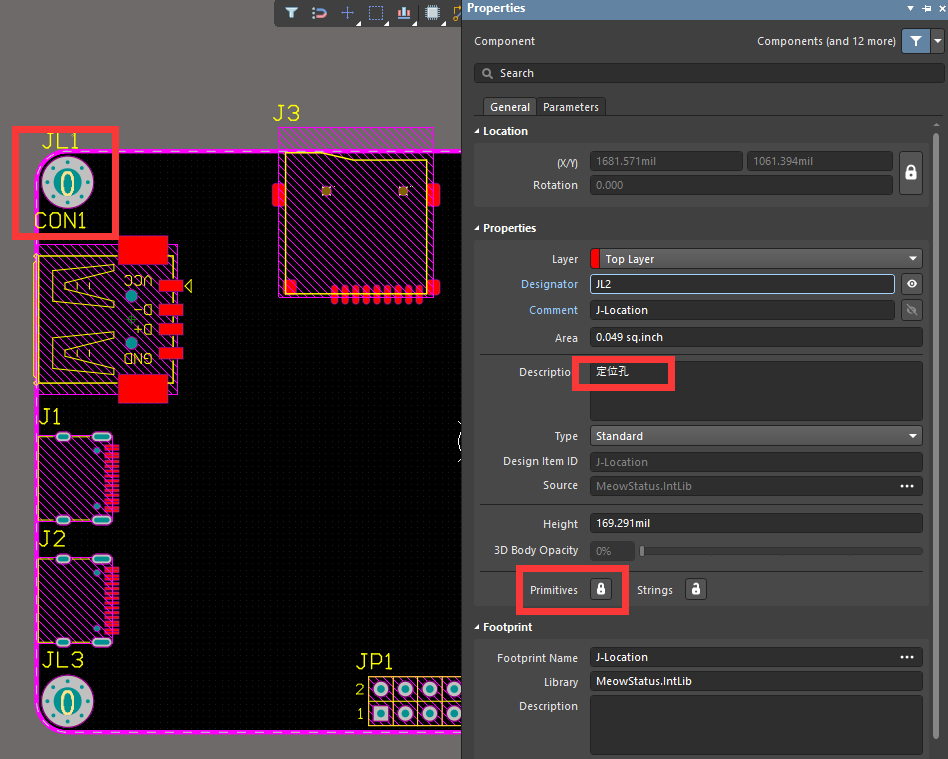 Properties
Component
Components (and 12 more)
Search
General
Parameters
Location
(X/Y)
1681.571mil
1061.394mil
Rotation
0.000
Properties
Layer
Top Layer
Designator
JL2
Comment
J-Location
Area
0.049 sq.inch
Descriptio
定位孔
Type
Standard
Design Item ID
J-Location
Source
MeowStatus.IntLib
Height
169.291mil
3D Body Opacity
0%
Primitives
Strings
Footprint
Footprint Name
J-Location
Library
MeowStatus.IntLib
Description
JL1
0
CON1
J3
VCC
D-
D+
GND
J1
J2
JL3
0
JP1
2
1